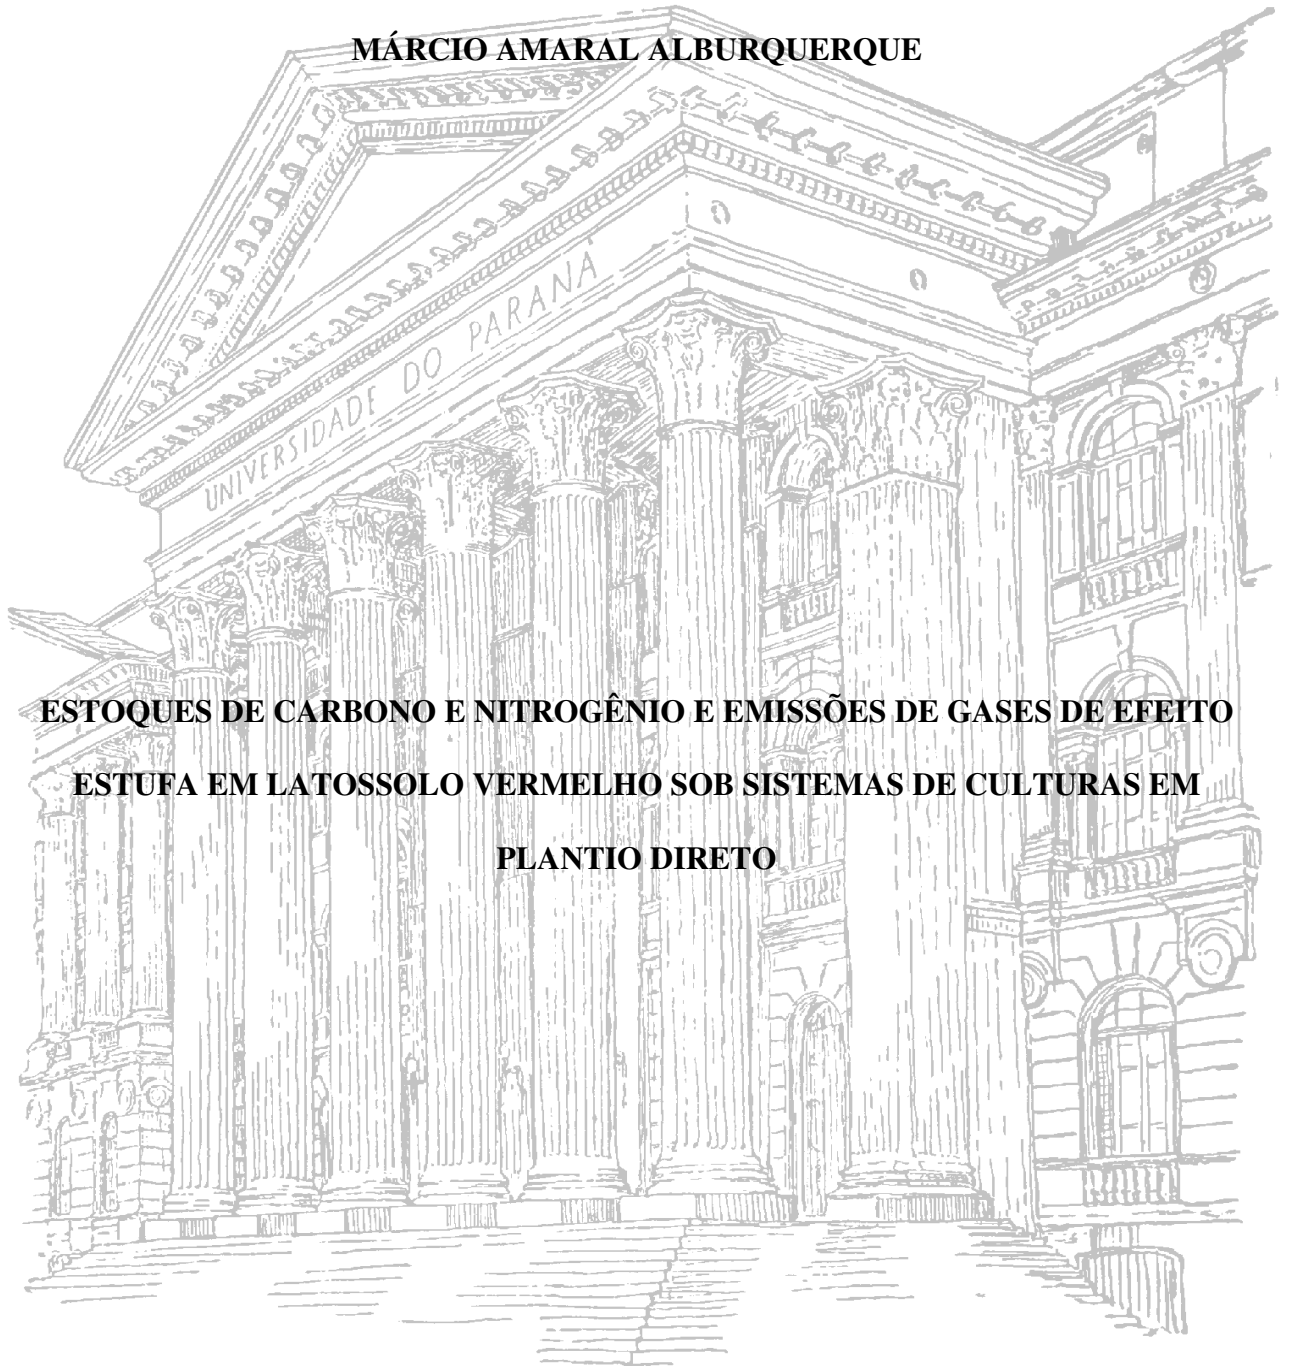 MÁRCIO AMARAL ALBURQUERQUE
UNIVERSIDADE DO PARANÁ
ESTOQUES DE CARBONO E NITROGÊNIO E EMISSÕES DE GASES DE EFEITO
ESTUFA EM LATOSSOLO VERMELHO SOB SISTEMAS DE CULTURAS EM
PLANTIO DIRETO